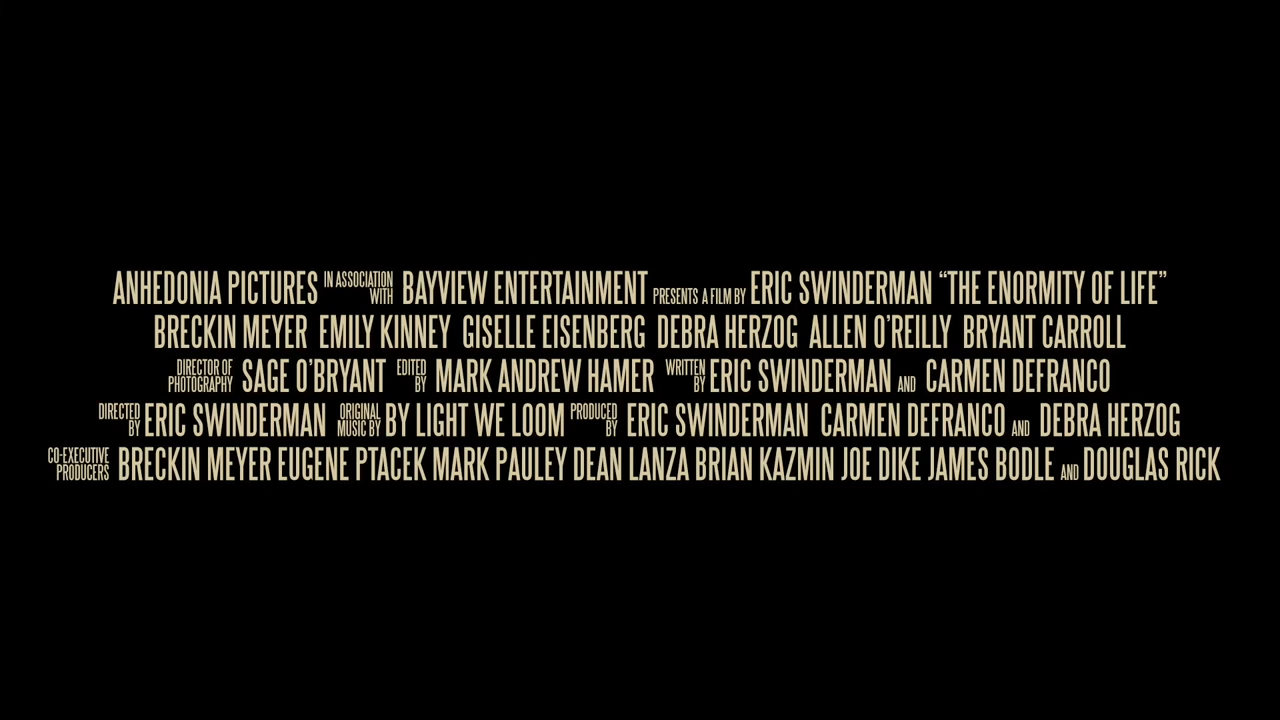 ANHEDONIA PICTURES IN ASSOCIATION WITH BAYVIEW ENTERTAINMENT PRESENTS A FILM BY ERIC SWINDERMAN “THE ENORMITY OF LIFE”
BRECKIN MEYER EMILY KINNEY GISELLE EISENBERG DEBRA HERZOG ALLEN O’REILLY BRYANT CARROLL
DIRECTOR OF PHOTOGRAPHY SAGE O’BRYANT EDITED BY MARK ANDREW HAMER WRITTEN BY ERIC SWINDERMAN AND CARMEN DEFRANCO
DIRECTED BY ERIC SWINDERMAN ORIGINAL MUSIC BY BY LIGHT WE LOOM PRODUCED BY ERIC SWINDERMAN CARMEN DEFRANCO AND DEBRA HERZOG
CO-EXECUTIVE PRODUCERS BRECKIN MEYER EUGENE PTACEK MARK PAULEY DEAN LANZA BRIAN KAZMIN JOE DIKE JAMES BODLE AND DOUGLAS RICK